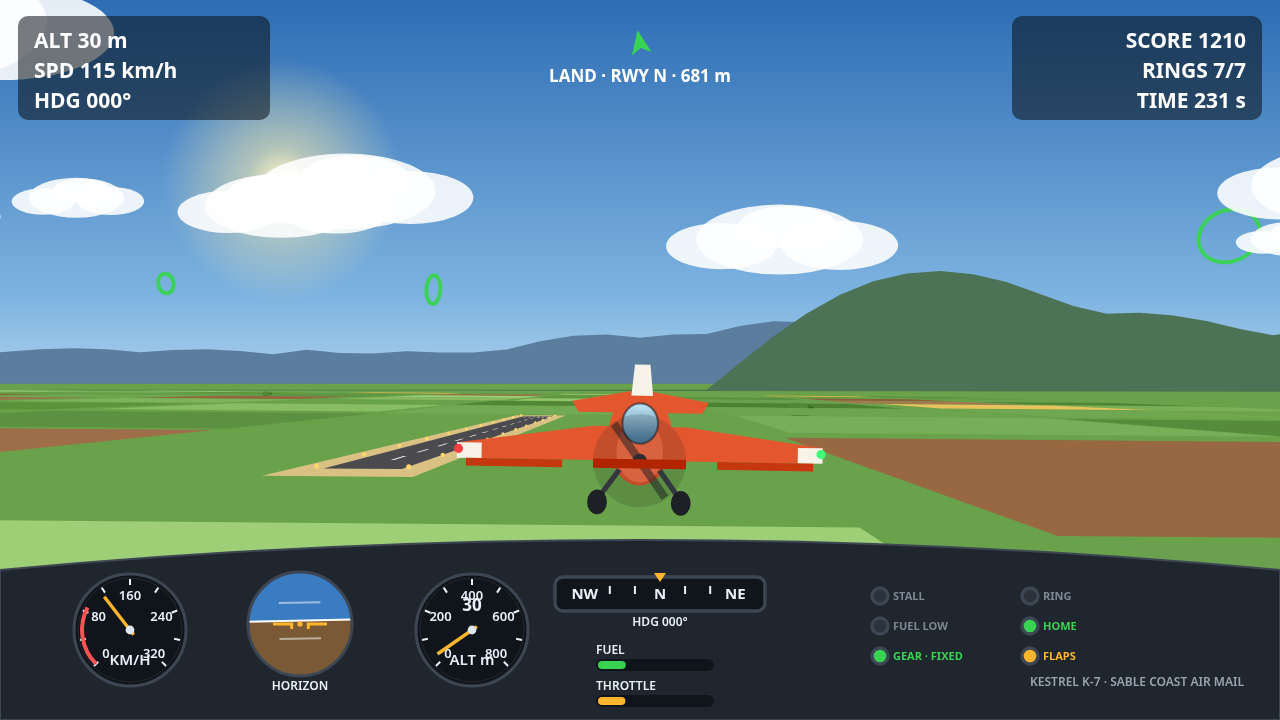 ALT 30 m
SPD 115 km/h
HDG 000°
LAND · RWY N · 681 m
SCORE 1210
RINGS 7/7
TIME 231 s
0
80
160
240
320
KM/H
HORIZON
0
200
400
600
800
30
ALT m
NW N NE
HDG 000°
FUEL
THROTTLE
STALL
RING
FUEL LOW
HOME
GEAR · FIXED
FLAPS
KESTREL K-7 · SABLE COAST AIR MAIL